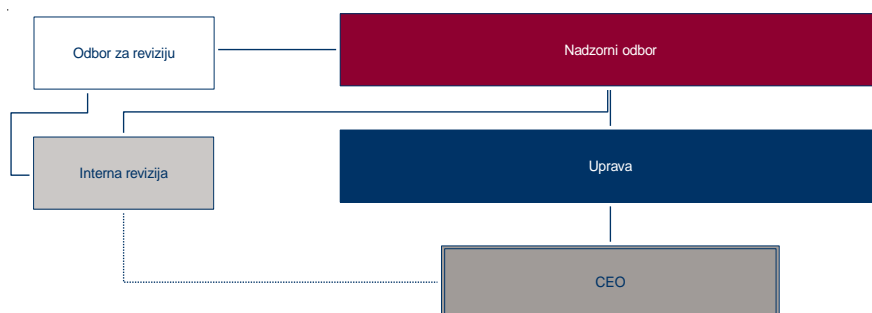 Odbor za reviziju
Nadzorni odbor
Interna revizija
Uprava
CEO